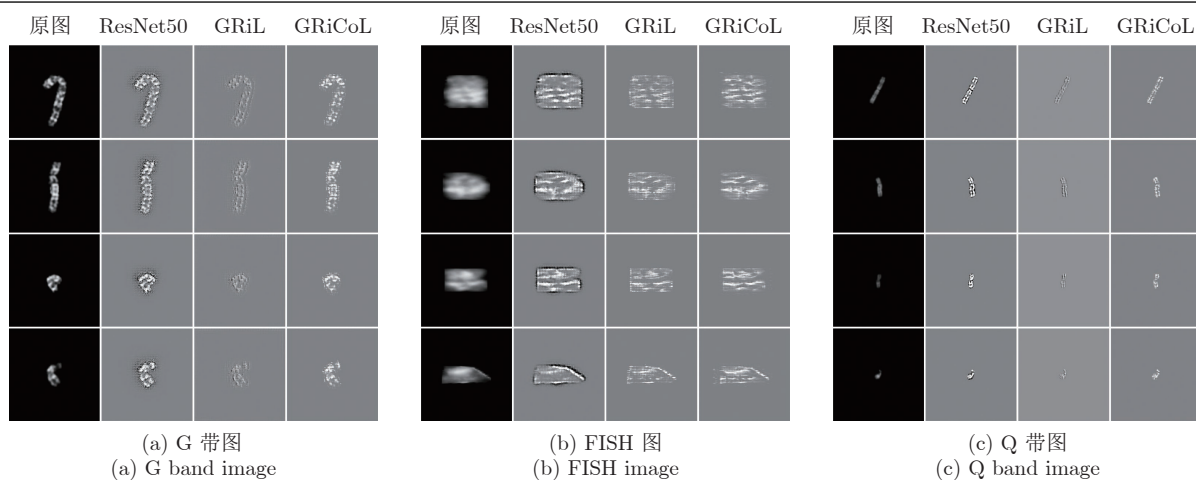 原图 ResNet50 GRiL GRiCoL
原图 ResNet50 GRiL GRiCoL
原图 ResNet50 GRiL GRiCoL
(a) G 带图
(a) G band image
(b) FISH 图
(b) FISH image
(c) Q 带图
(c) Q band image